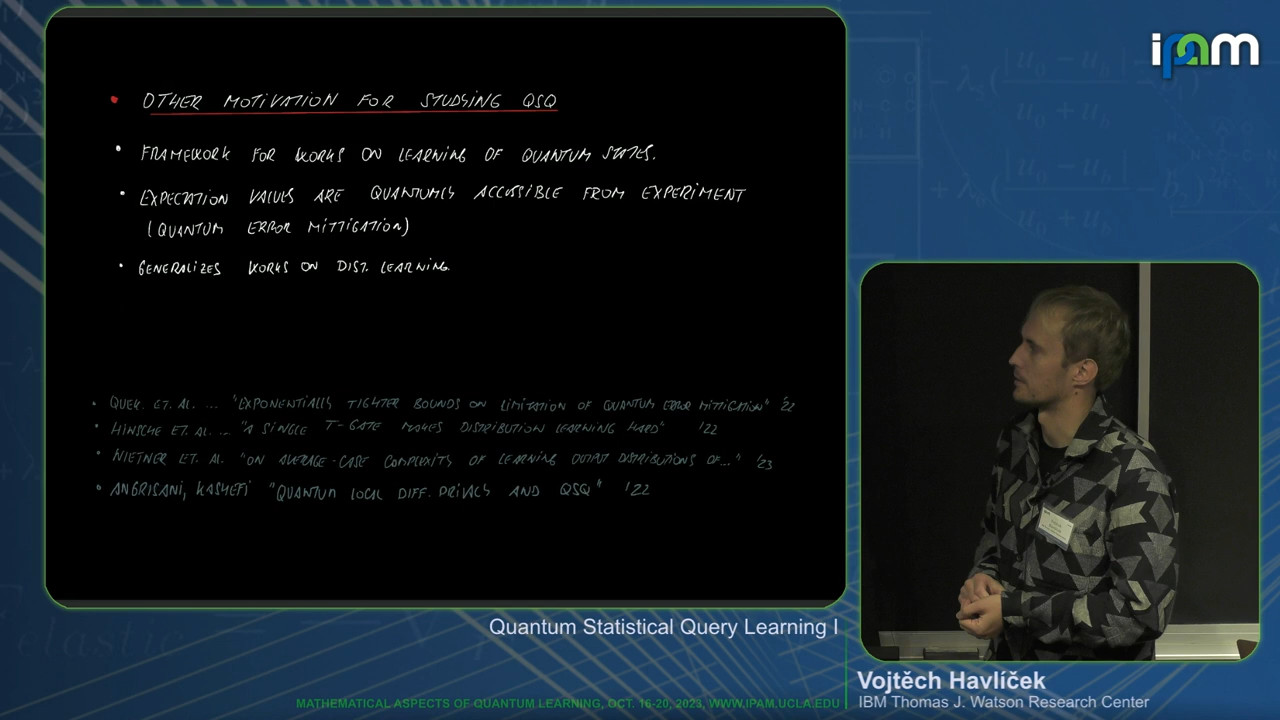 OTHER MOTIVATION FOR STUDYING QSQ
• FRAMEWORK FOR WORKS ON LEARNING OF QUANTUM STATES.
• EXPECTATION VALUES ARE QUANTUMLY ACCESSIBLE FROM EXPERIMENT
(QUANTUM ERROR MITTIGATION)
• GENERALIZES WORKS ON DIST. LEARNING.
• QUEK. ET. AL. ... "EXPONENTIALLY TIGHTER BOUNDS ON LIMITATION OF QUANTUM ERROR MITTIGATION" '22
• HINSCHE ET. AL. ... "A SINGLE T-GATE MAKES DISTRIBUTION LEARNING HARD" '22
• NIETNER ET. AL. "ON AVERAGE-CASE COMPLEXITY OF LEARNING OUTPUT DISTRIBUTIONS OF..." '23
• ANGRISANI, KASHEFI "QUANTUM LOCAL DIFF. PRIVACY AND QSQ" '22
ipam
Quantum Statistical Query Learning I
Vojtěch Havlíček
IBM Thomas J. Watson Research Center
MATHEMATICAL ASPECTS OF QUANTUM LEARNING, OCT. 16-20, 2023, WWW.IPAM.UCLA.EDU